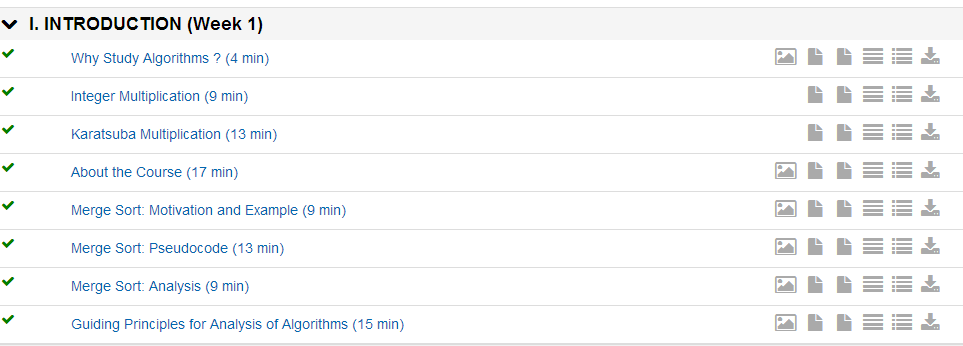 I. INTRODUCTION (Week 1)
Why Study Algorithms ? (4 min)
Integer Multiplication (9 min)
Karatsuba Multiplication (13 min)
About the Course (17 min)
Merge Sort: Motivation and Example (9 min)
Merge Sort: Pseudocode (13 min)
Merge Sort: Analysis (9 min)
Guiding Principles for Analysis of Algorithms (15 min)